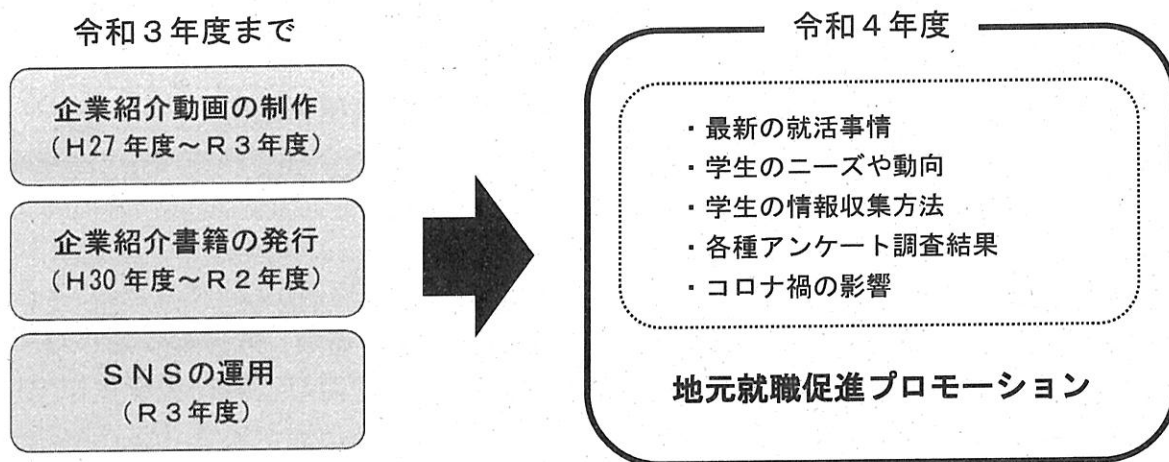 令和３年度まで
企業紹介動画の制作
（H27年度～R３年度）
企業紹介書籍の発行
（H30年度～R２年度）
ＳＮＳの運用
（R３年度）
令和４年度
・最新の就活事情
・学生のニーズや動向
・学生の情報収集方法
・各種アンケート調査結果
・コロナ禍の影響
地元就職促進プロモーション